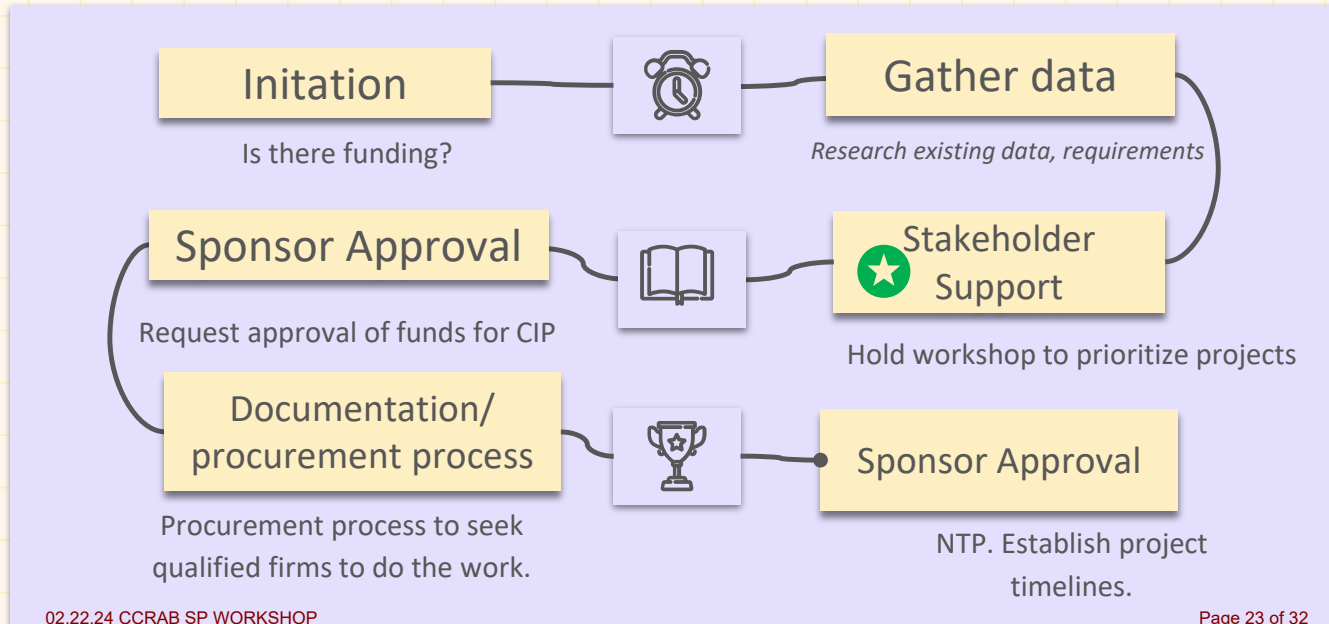 Initation
Is there funding?
Gather data
Research existing data, requirements
Stakeholder
Support
Hold workshop to prioritize projects
Sponsor Approval
Request approval of funds for CIP
Documentation/
procurement process
Procurement process to seek
qualified firms to do the work.
Sponsor Approval
NTP. Establish project
timelines.
02.22.24 CCRAB SP WORKSHOP
Page 23 of 32